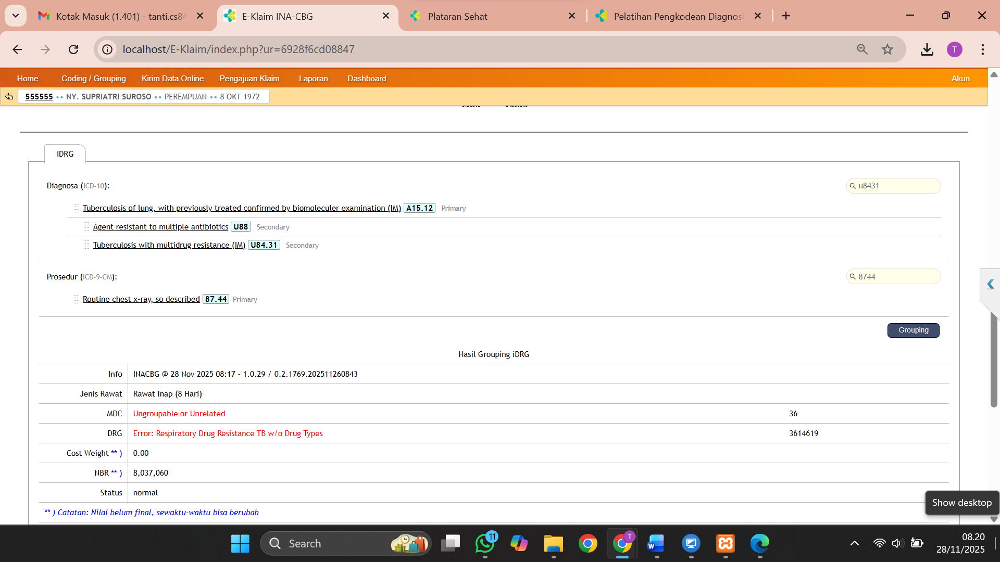 Kotak Masuk (1.401) - tanti.cs84
E-Klaim INA-CBG
Plataran Sehat
Pelatihan Pengkodean Diagnosi
localhost/E-Klaim/index.php?ur=6928f6cd08847
T
Home Coding / Grouping Kirim Data Online Pengajuan Klaim Laporan Dashboard Akun
555555 •• NY. SUPRIATRI SUROSO •• PEREMPUAN •• 8 OKT 1972
Sistole Diastole
iDRG
Diagnosa (ICD-10): u8431
Tuberculosis of lung, with previously treated confirmed by biomoleculer examination (IM) A15.12 Primary
Agent resistant to multiple antibiotics U88 Secondary
Tuberculosis with multidrug resistance (IM) U84.31 Secondary
Prosedur (ICD-9-CM): 8744
Routine chest x-ray, so described 87.44 Primary
Grouping
Hasil Grouping iDRG
Info INACBG @ 28 Nov 2025 08:17 - 1.0.29 / 0.2.1769.202511260843
Jenis Rawat Rawat Inap (8 Hari)
MDC Ungroupable or Unrelated 36
DRG Error: Respiratory Drug Resistance TB w/o Drug Types 3614619
Cost Weight ** ) 0.00
NBR ** ) 8,037,060
Status normal
** ) Catatan: Nilai belum final, sewaktu-waktu bisa berubah
Show desktop
Search
11
T
08.20
28/11/2025